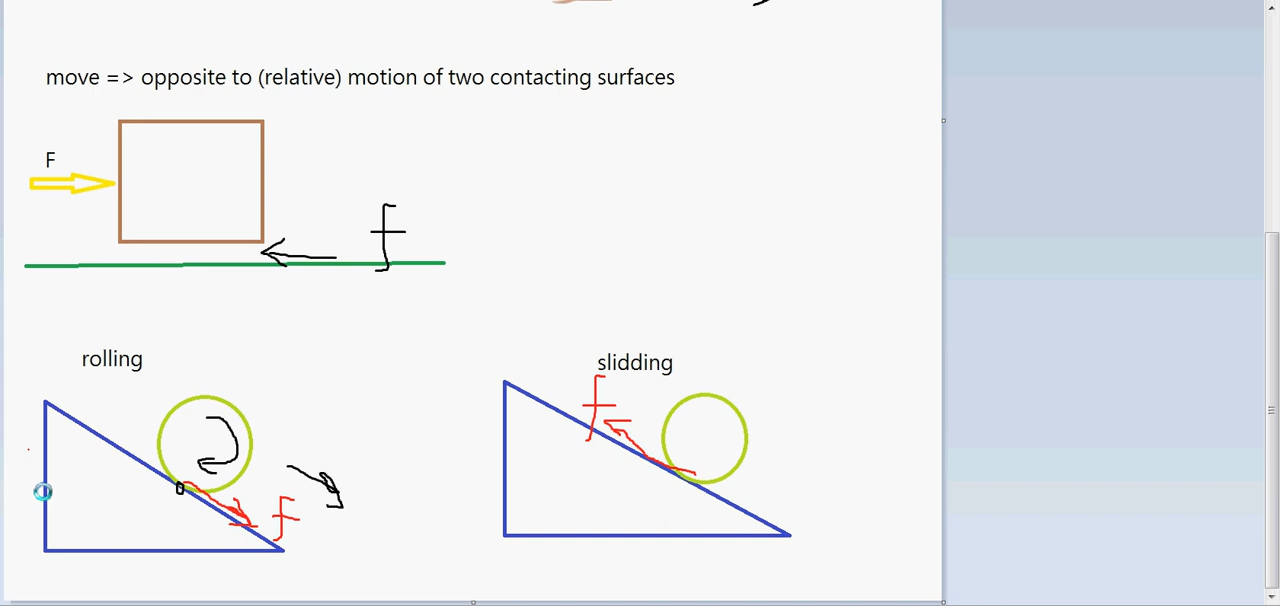 move => opposite to (relative) motion of two contacting surfaces
F
f
rolling
slidding
f
f